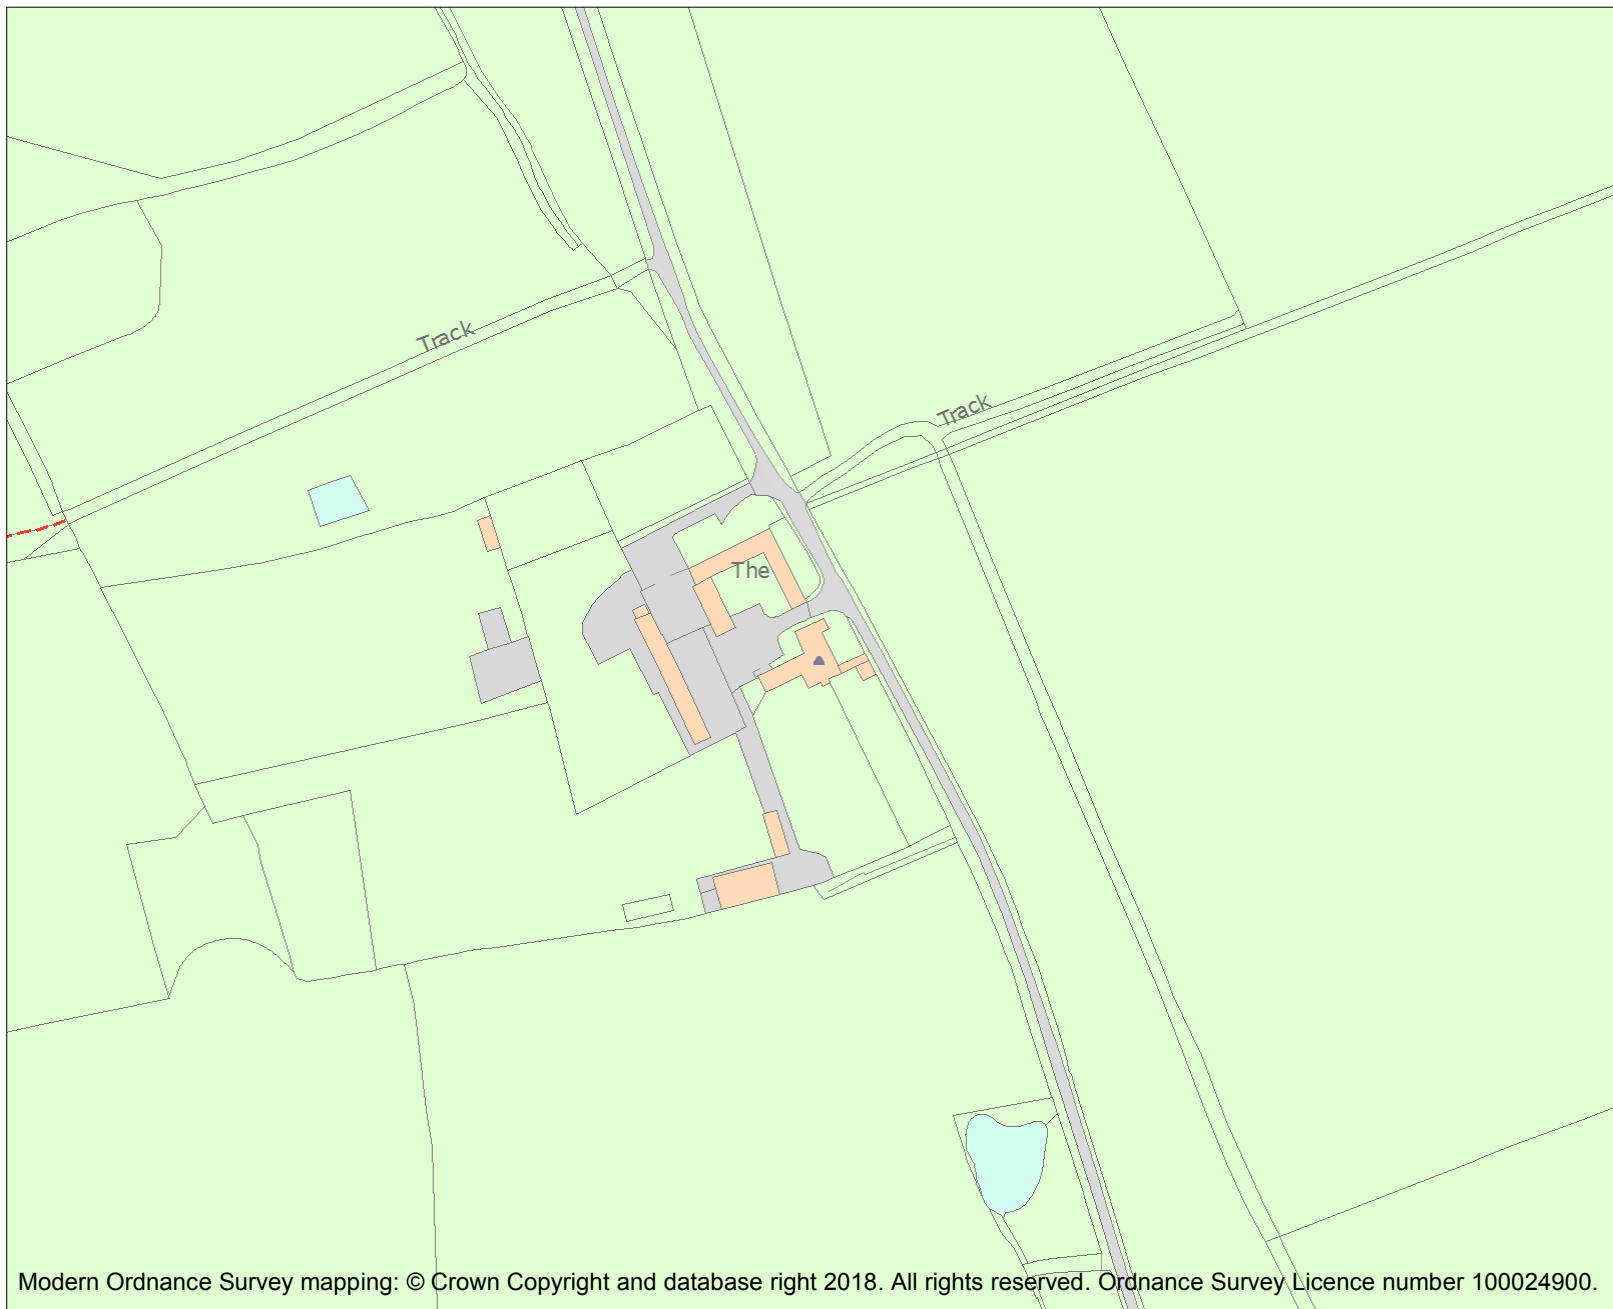 Track
Track
The
Modern Ordnance Survey mapping: © Crown Copyright and database right 2018. All rights reserved. Ordnance Survey Licence number 100024900.